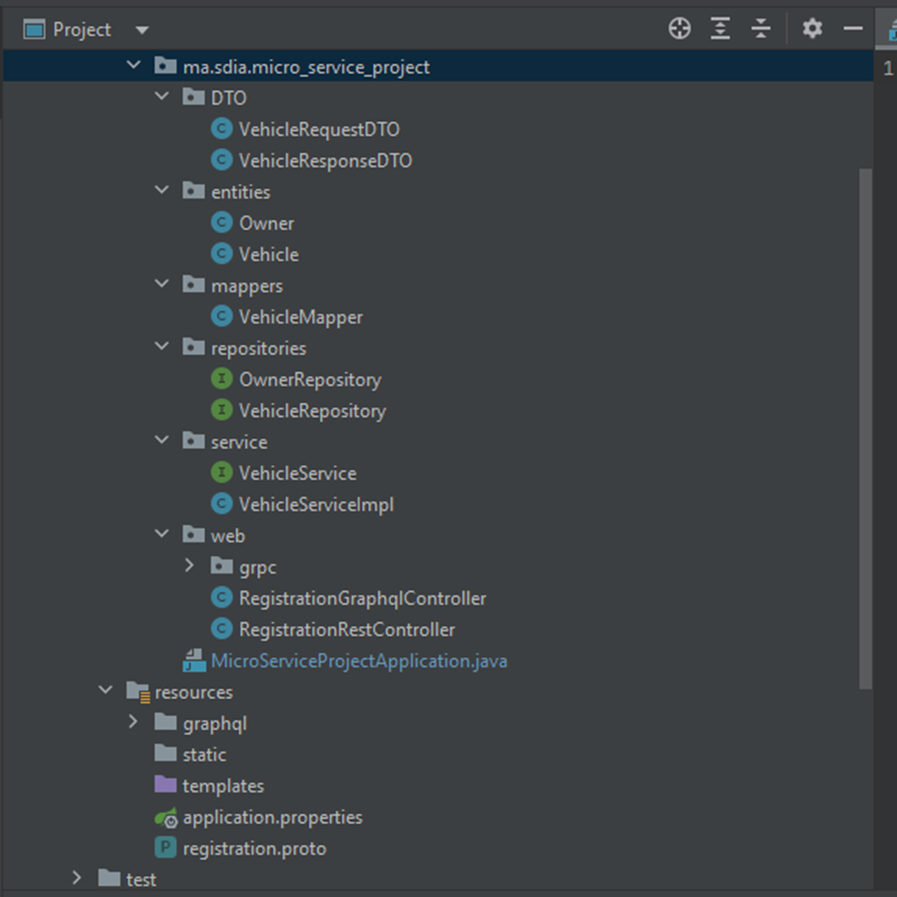 Project
ma.sdia.micro_service_project
1
DTO
VehicleRequestDTO
VehicleResponseDTO
entities
Owner
Vehicle
mappers
VehicleMapper
repositories
OwnerRepository
VehicleRepository
service
VehicleService
VehicleServiceImpl
web
grpc
RegistrationGraphqlController
RegistrationRestController
MicroServiceProjectApplication.java
resources
graphql
static
templates
application.properties
registration.proto
test